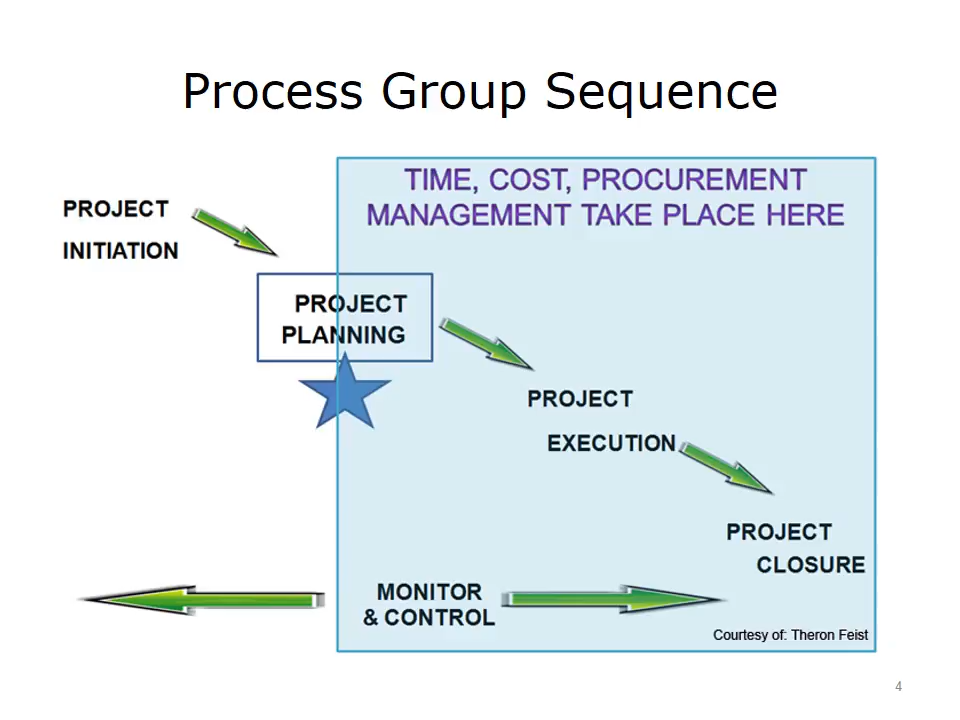 Process Group Sequence
TIME, COST, PROCUREMENT
MANAGEMENT TAKE PLACE HERE
PROJECT
INITIATION
PROJECT
PLANNING
PROJECT
EXECUTION
PROJECT
CLOSURE
MONITOR
& CONTROL
Courtesy of: Theron Feist
4